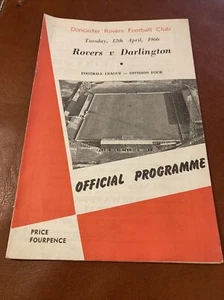 Doncaster Rovers Football Club
Tuesday, 12th April, 1966
Rovers v Darlington
FOOTBALL LEAGUE — DIVISION FOUR
OFFICIAL PROGRAMME
PRICE
FOURPENCE